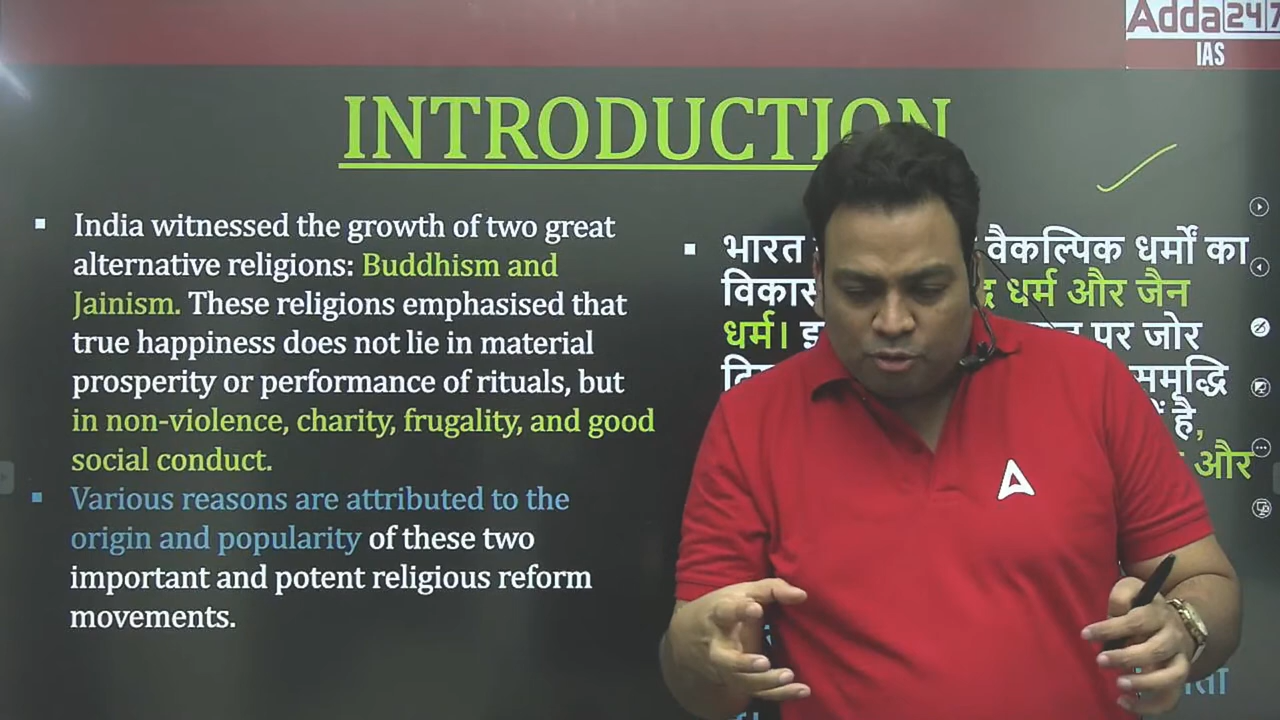 Adda247
IAS
INTRODUCTION
India witnessed the growth of two great
alternative religions: Buddhism and
Jainism. These religions emphasised that
true happiness does not lie in material
prosperity or performance of rituals, but
in non-violence, charity, frugality, and good
social conduct.
Various reasons are attributed to the
origin and popularity of these two
important and potent religious reform
movements.
भारत वैकल्पिक धर्मों का
विकास धर्म और जैन
धर्म। पर जोर
समृद्धि
है,
और